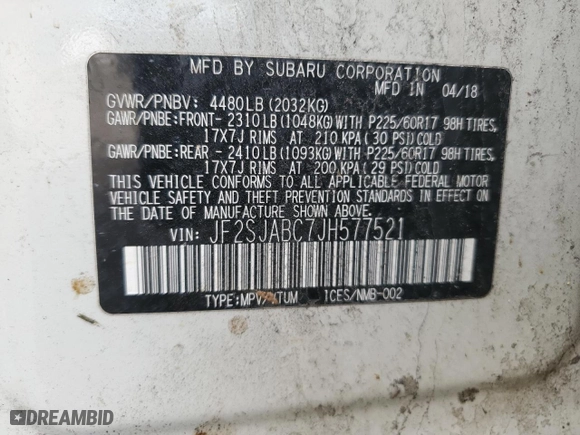 MFD BY SUBARU CORPORATION
MFD IN 04/18
GVWR/PNBV: 4480LB(2032KG)
GAWR/PNBE:FRONT- 2310LB(1048KG)WITH P225/60R17 98H TIRES,
17X7J RIMS AT 210 KPA(30 PSI)COLD
GAWR/PNBE:REAR - 2410LB(1093KG)WITH P225/60R17 98H TIRES,
17X7J RIMS AT 200 KPA(29 PSI)COLD
THIS VEHICLE CONFORMS TO ALL APPLICABLE FEDERAL MOTOR
VEHICLE SAFETY AND THEFT PREVENTION STANDARDS IN EFFECT
ON THE DATE OF MANUFACTURE SHOWN ABOVE.
VIN: JF2SJABC7JH577521
TYPE:MPV/VTUM ICES/NMB-002
DREAMBID